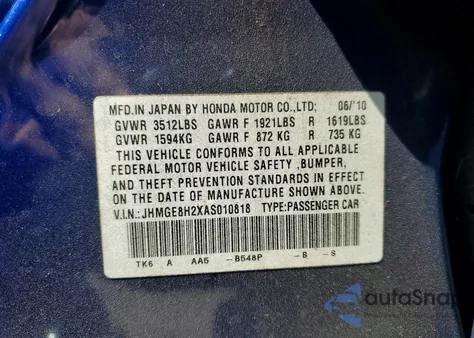 MFD.IN JAPAN BY HONDA MOTOR CO.,LTD; 06/'10
GVWR 3512LBS GAWR F 1921LBS R 1619LBS
GVWR 1594KG GAWR F 872 KG R 735 KG
THIS VEHICLE CONFORMS TO ALL APPLICABLE
FEDERAL MOTOR VEHICLE SAFETY ,BUMPER,
AND THEFT PREVENTION STANDARDS IN EFFECT
ON THE DATE OF MANUFACTURE SHOWN ABOVE.
V.I.N.:JHMGE8H2XAS010818 TYPE:PASSENGER CAR
TK6 A AA5 -B548P -B -S
autaSnap